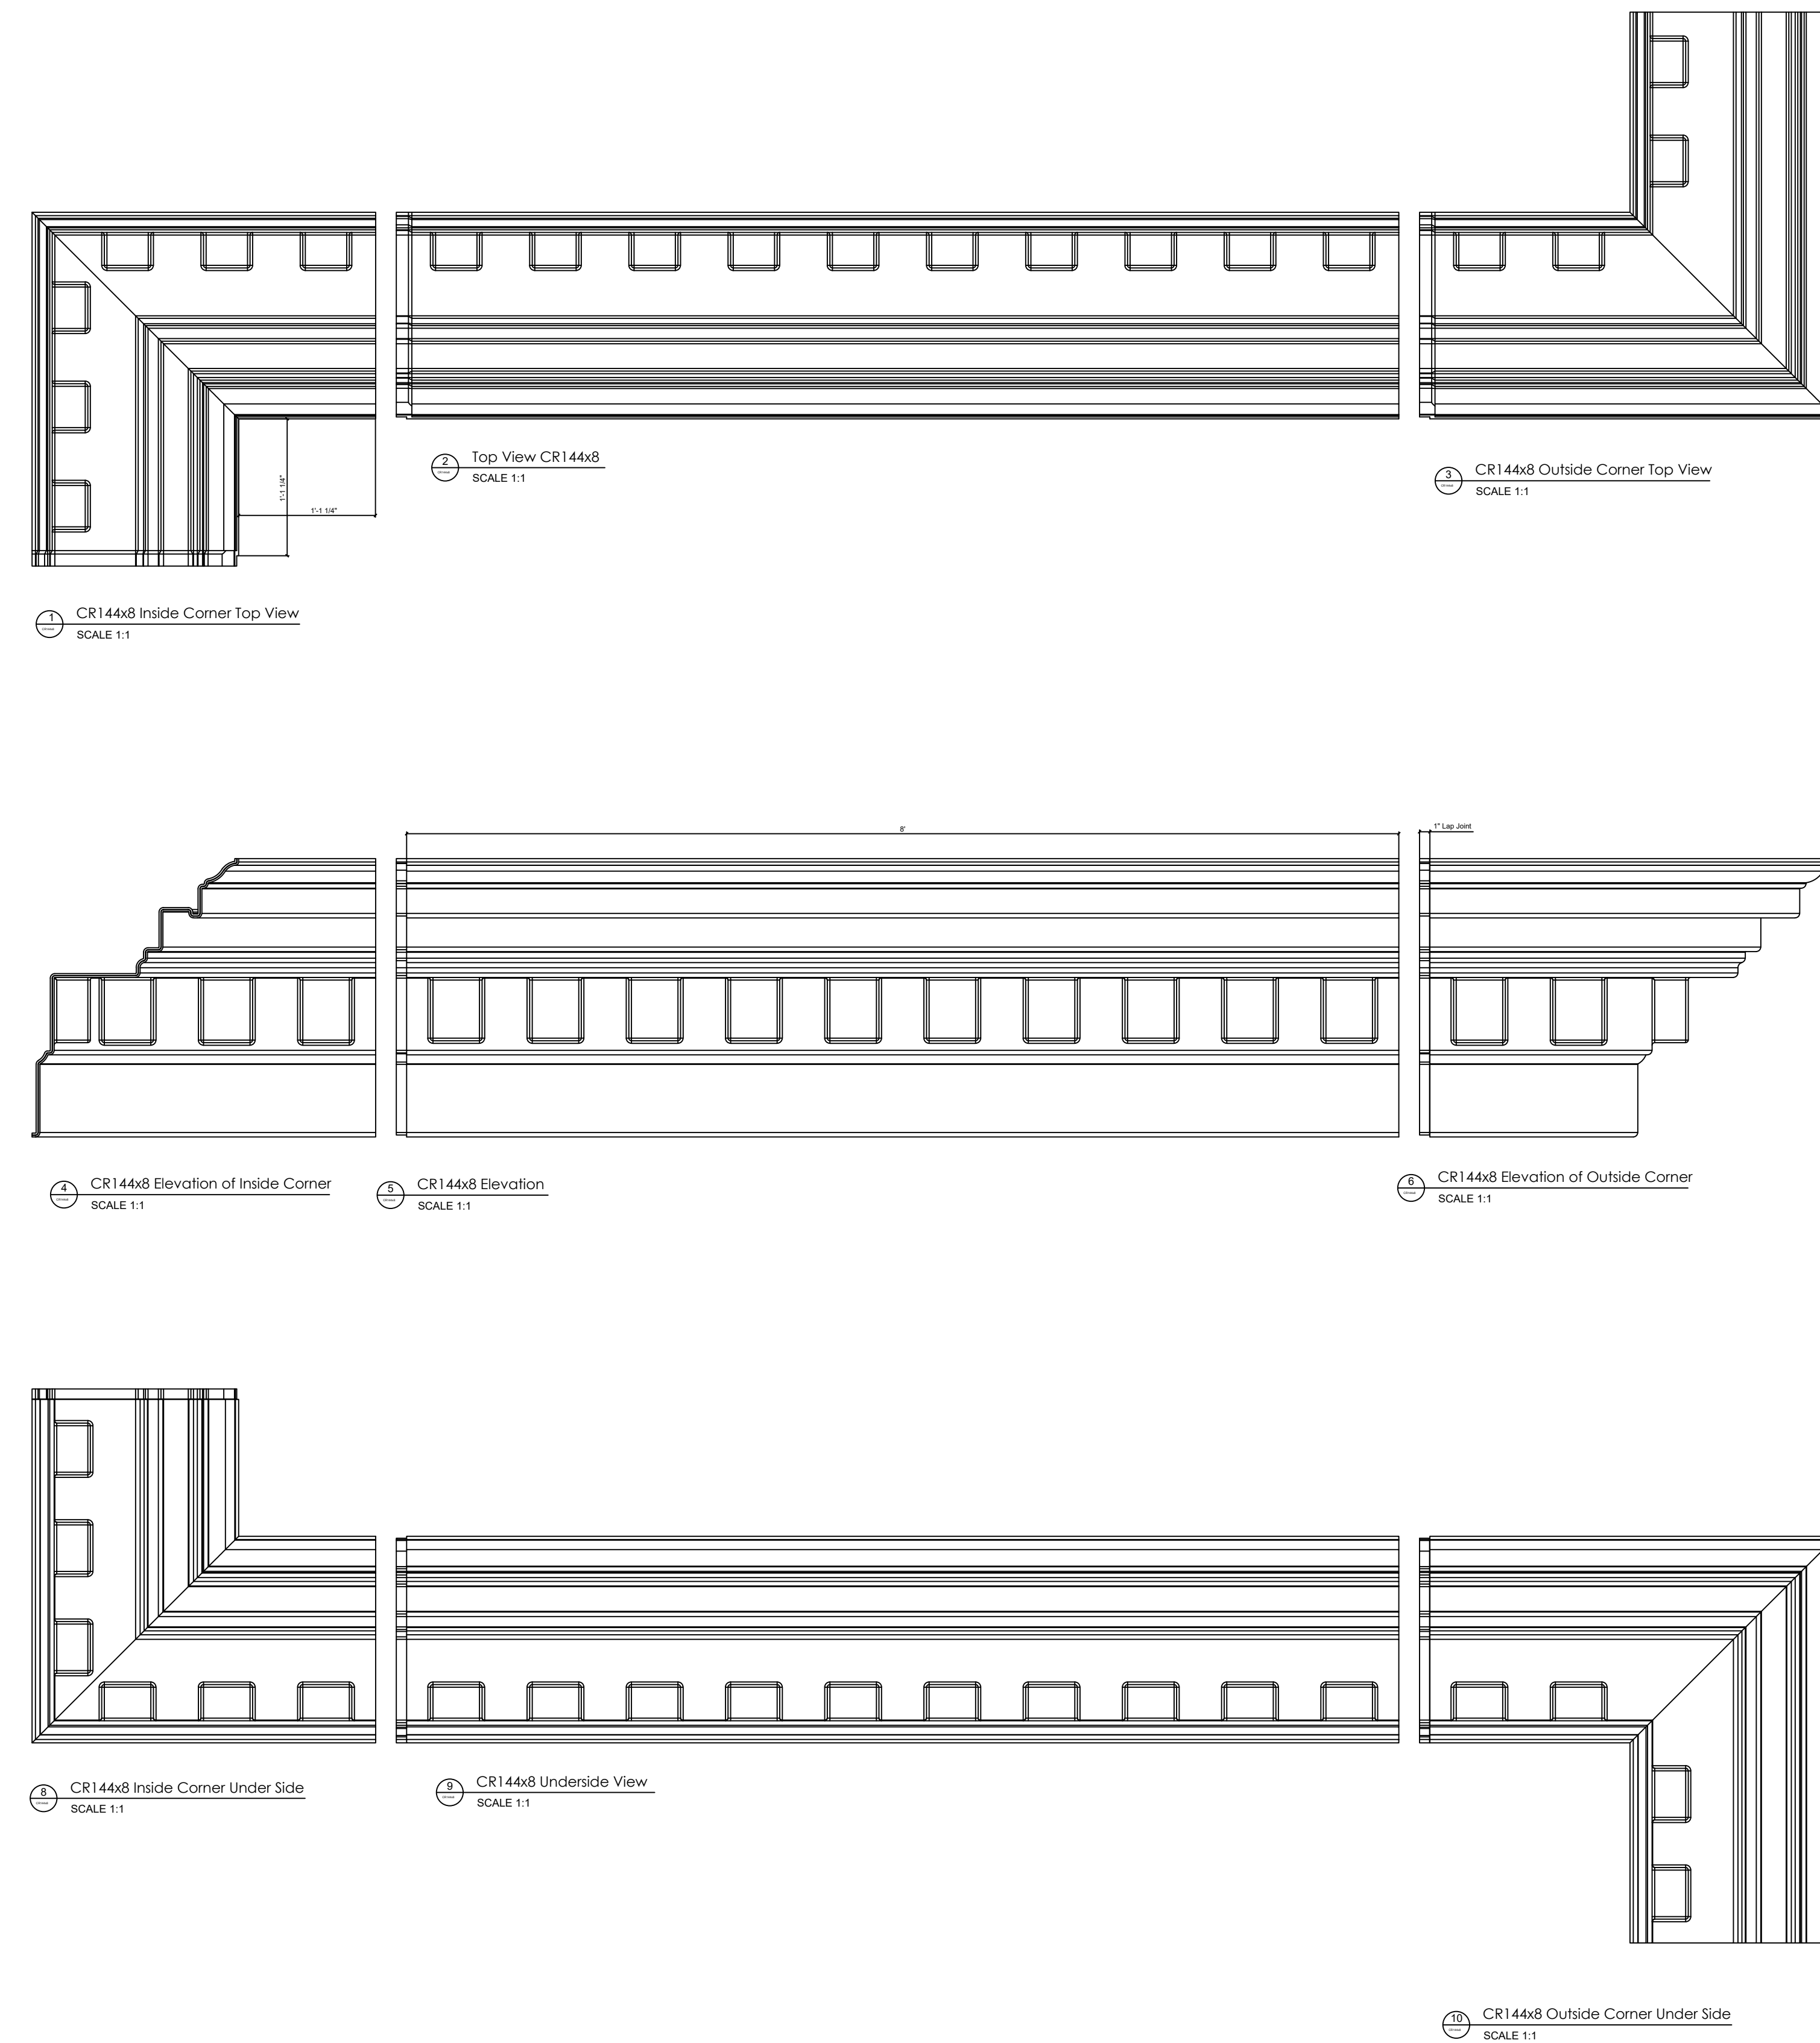 1'-1 1/4"
1'-1 1/4"
2
Top View CR144x8
SCALE 1:1
3
CR144x8 Outside Corner Top View
SCALE 1:1
1
CR144x8 Inside Corner Top View
SCALE 1:1
8'
1" Lap Joint
4
CR144x8 Elevation of Inside Corner
SCALE 1:1
5
CR144x8 Elevation
SCALE 1:1
6
CR144x8 Elevation of Outside Corner
SCALE 1:1
8
CR144x8 Inside Corner Under Side
SCALE 1:1
9
CR144x8 Underside View
SCALE 1:1
10
CR144x8 Outside Corner Under Side
SCALE 1:1